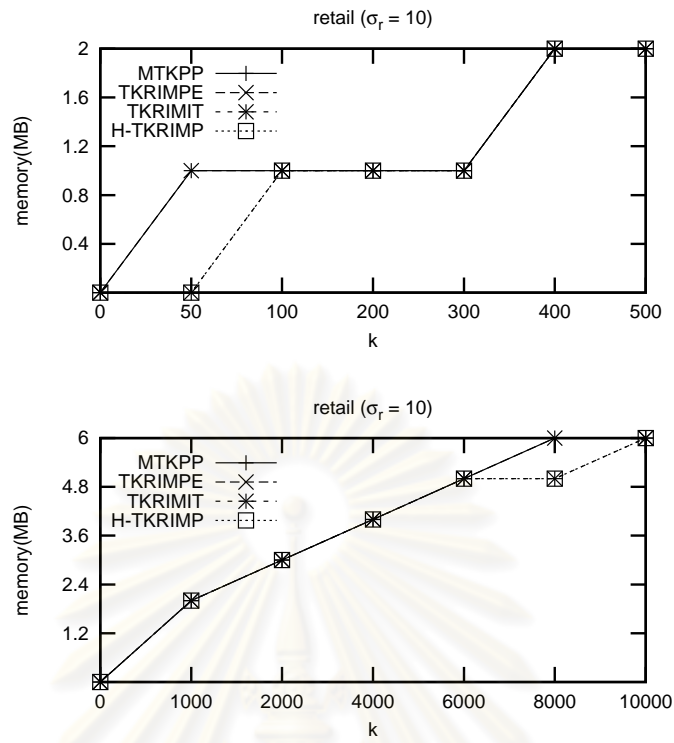 retail (σr = 10)
2
1.6
1.2
0.8
0.4
memory(MB)
MTKPP
TKRIMPE
TKRIMIT
H-TKRIMP
0 50 100 200 300 400 500
k
retail (σr = 10)
6
4.8
3.6
2.4
1.2
memory(MB)
MTKPP
TKRIMPE
TKRIMIT
H-TKRIMP
0 1000 2000 4000 6000 8000 10000
k